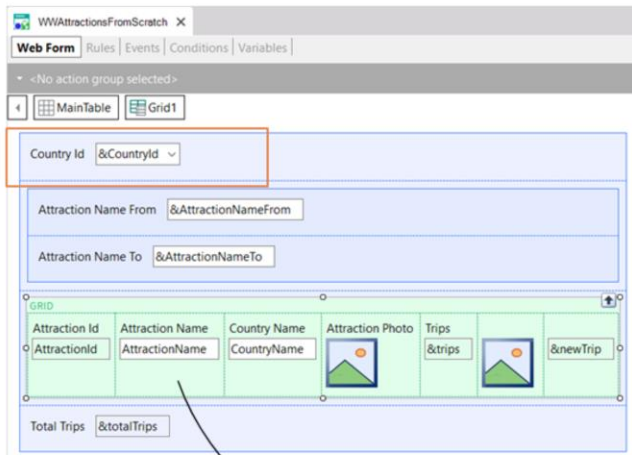 WWAttractionsFromScratch
Web Form Rules Events Conditions Variables
<No action group selected>
MainTable Grid1
Country Id &CountryId
Attraction Name From &AttractionNameFrom
Attraction Name To &AttractionNameTo
GRID
Attraction Id Attraction Name Country Name Attraction Photo Trips
AttractionId AttractionName CountryName &trips &newTrip
Total Trips &totalTrips